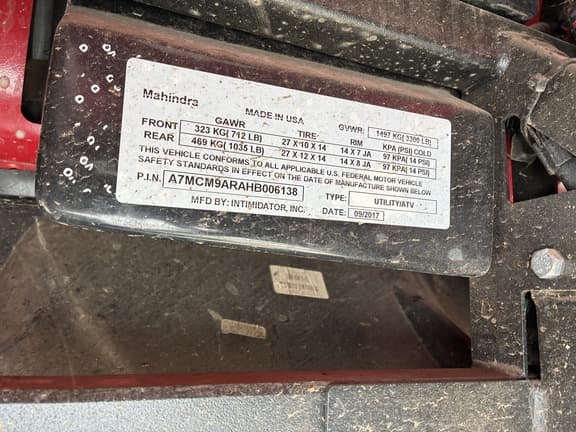 Mahindra
MADE IN USA
GVWR: 1497 KG( 3300 LB)
GAWR TIRE RIM KPA (PSI) COLD
FRONT 323 KG( 712 LB) 27 X 10 X 14 14 X 7 JA 97 KPA( 14 PSI)
REAR 469 KG( 1035 LB) 27 X 12 X 14 14 X 8 JA 97 KPA( 14 PSI)
THIS VEHICLE CONFORMS TO ALL APPLICABLE U.S. FEDERAL MOTOR VEHICLE
SAFETY STANDARDS IN EFFECT ON THE DATE OF MANUFACTURE SHOWN BELOW
P.I.N. A7MCM9ARAHB006138 TYPE: UTILITY/ATV
MFD BY: INTIMIDATOR, INC. DATE: 09/2017